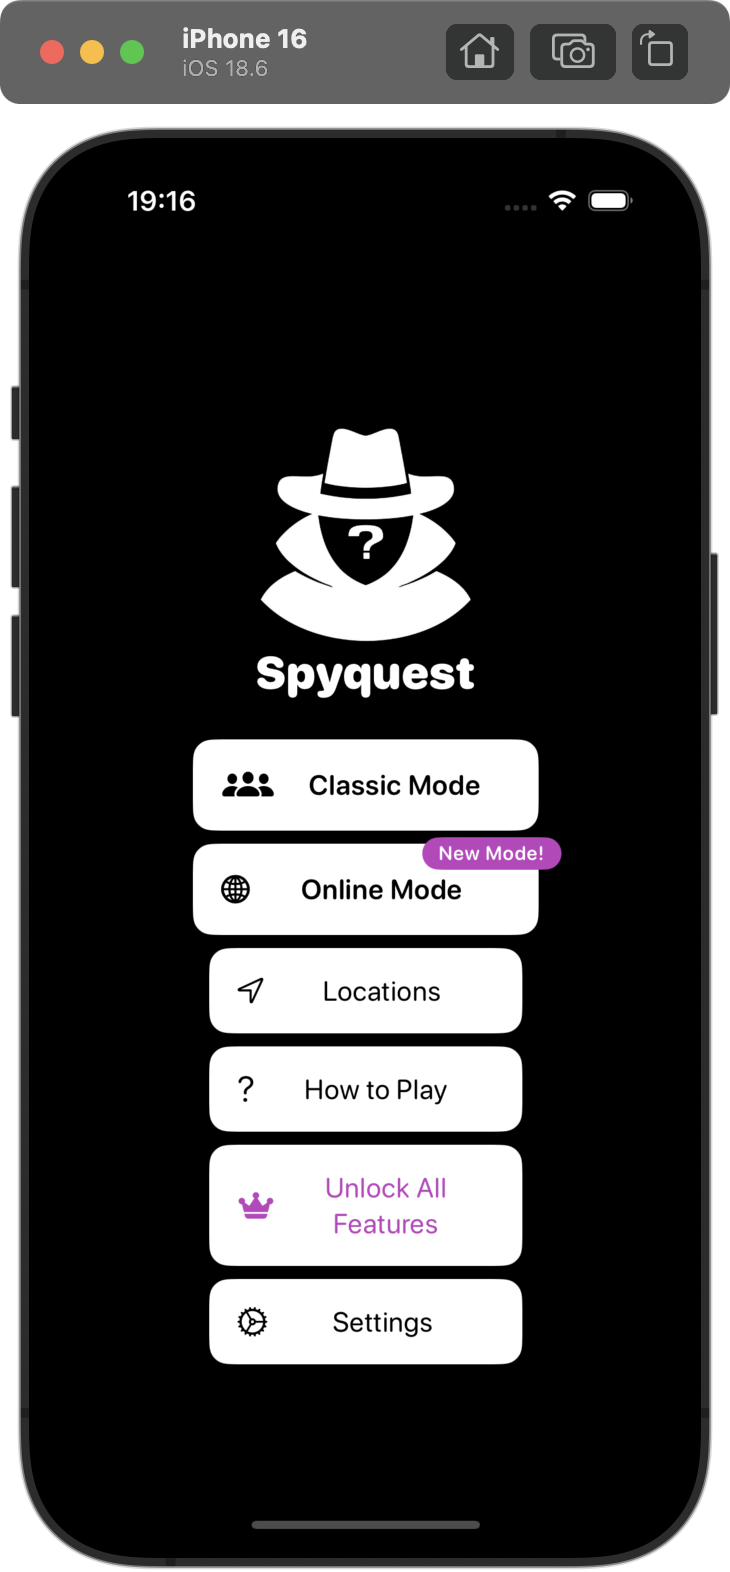 iPhone 16
iOS 18.6
19:16
?
Spyquest
Classic Mode
New Mode!
Online Mode
Locations
? How to Play
Unlock All
Features
Settings